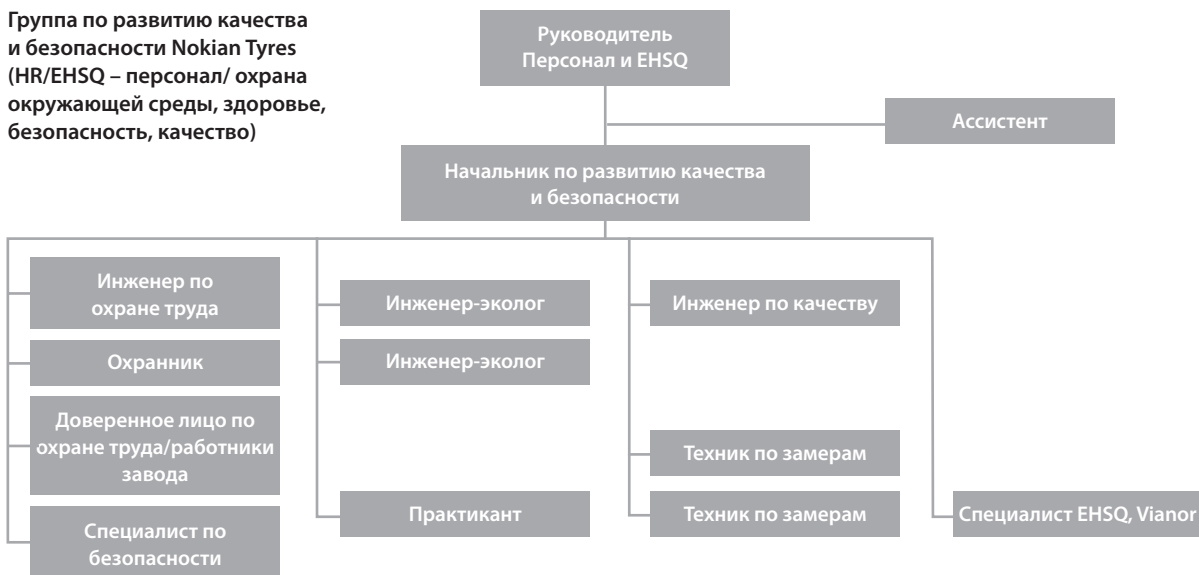 Группа по развитию качества
и безопасности Nokian Tyres
(HR/EHSQ – персонал/ охрана
окружающей среды, здоровье,
безопасность, качество)
Руководитель
Персонал и EHSQ
Ассистент
Начальник по развитию качества
и безопасности
Инженер по
охране труда
Охранник
Доверенное лицо по
охране труда/работники
завода
Специалист по
безопасности
Инженер-эколог
Инженер-эколог
Практикант
Инженер по качеству
Техник по замерам
Техник по замерам
Специалист EHSQ, Vianor